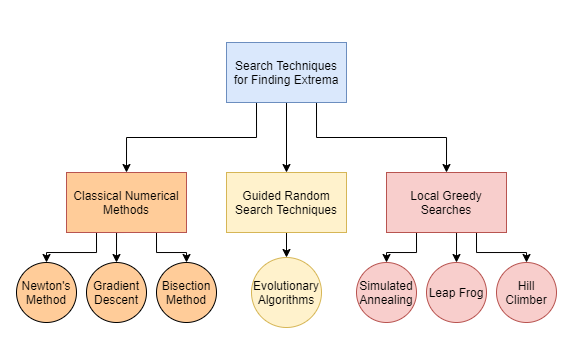 Search Techniques
for Finding Extrema
Classical Numerical
Methods
Guided Random
Search Techniques
Local Greedy
Searches
Newton's
Method
Gradient
Descent
Bisection
Method
Evolutionary
Algorithms
Simulated
Annealing
Leap Frog
Hill
Climber